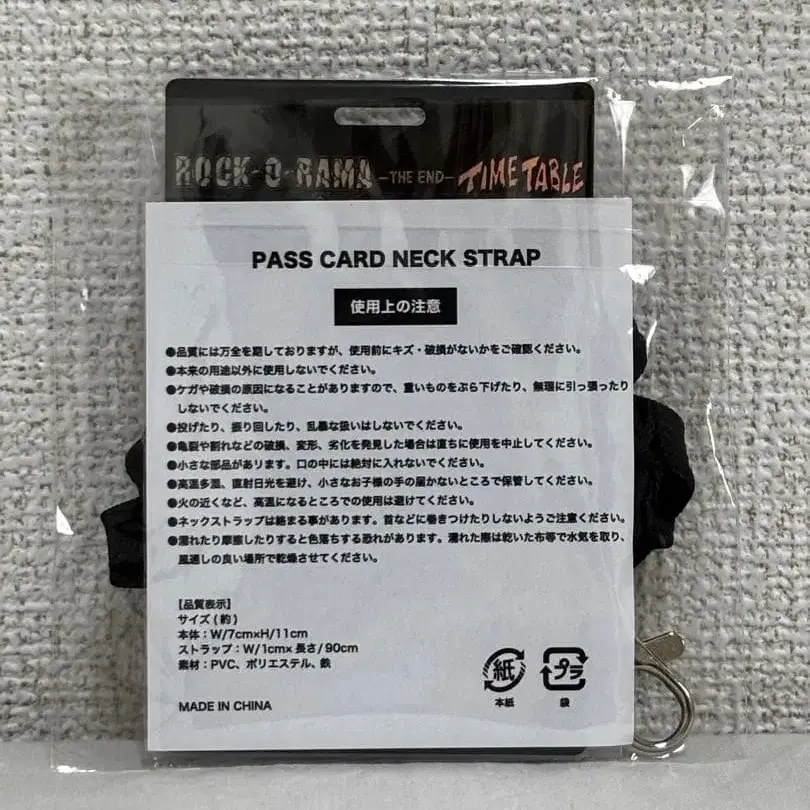 ROCK-O-RAMA -THE END- TIME TABLE
PASS CARD NECK STRAP
使用上の注意
●品質には万全を期しておりますが、使用前にキズ・破損がないかをご確認ください。
●本来の用途以外に使用しないでください。
●ケガや破損の原因になることがありますので、重いものをぶら下げたり、無理に引っ張ったり
しないでください。
●投げたり、振り回したり、乱暴な扱いはしないでください。
●亀裂や割れなどの破損、変形、劣化を発見した場合は直ちに使用を中止してください。
●小さな部品があります。口の中には絶対に入れないでください。
●高温多湿、直射日光を避け、小さなお子様の手の届かないところで保管してください。
●火の近くなど、高温になるところでの使用は避けてください。
●ネックストラップは絡まる事があります。首などに巻きつけたりしないようご注意ください。
●濡れたり摩擦したりすると色落ちする恐れがあります。濡れた際は乾いた布等で水気を取り、
風通しの良い場所で乾燥させてください。
【品質表示】
サイズ(約)
本体：W/7cm×H/11cm
ストラップ：W/1cm×長さ/90cm
素材：PVC、ポリエステル、鉄
MADE IN CHINA
紙 プラ
本紙 袋